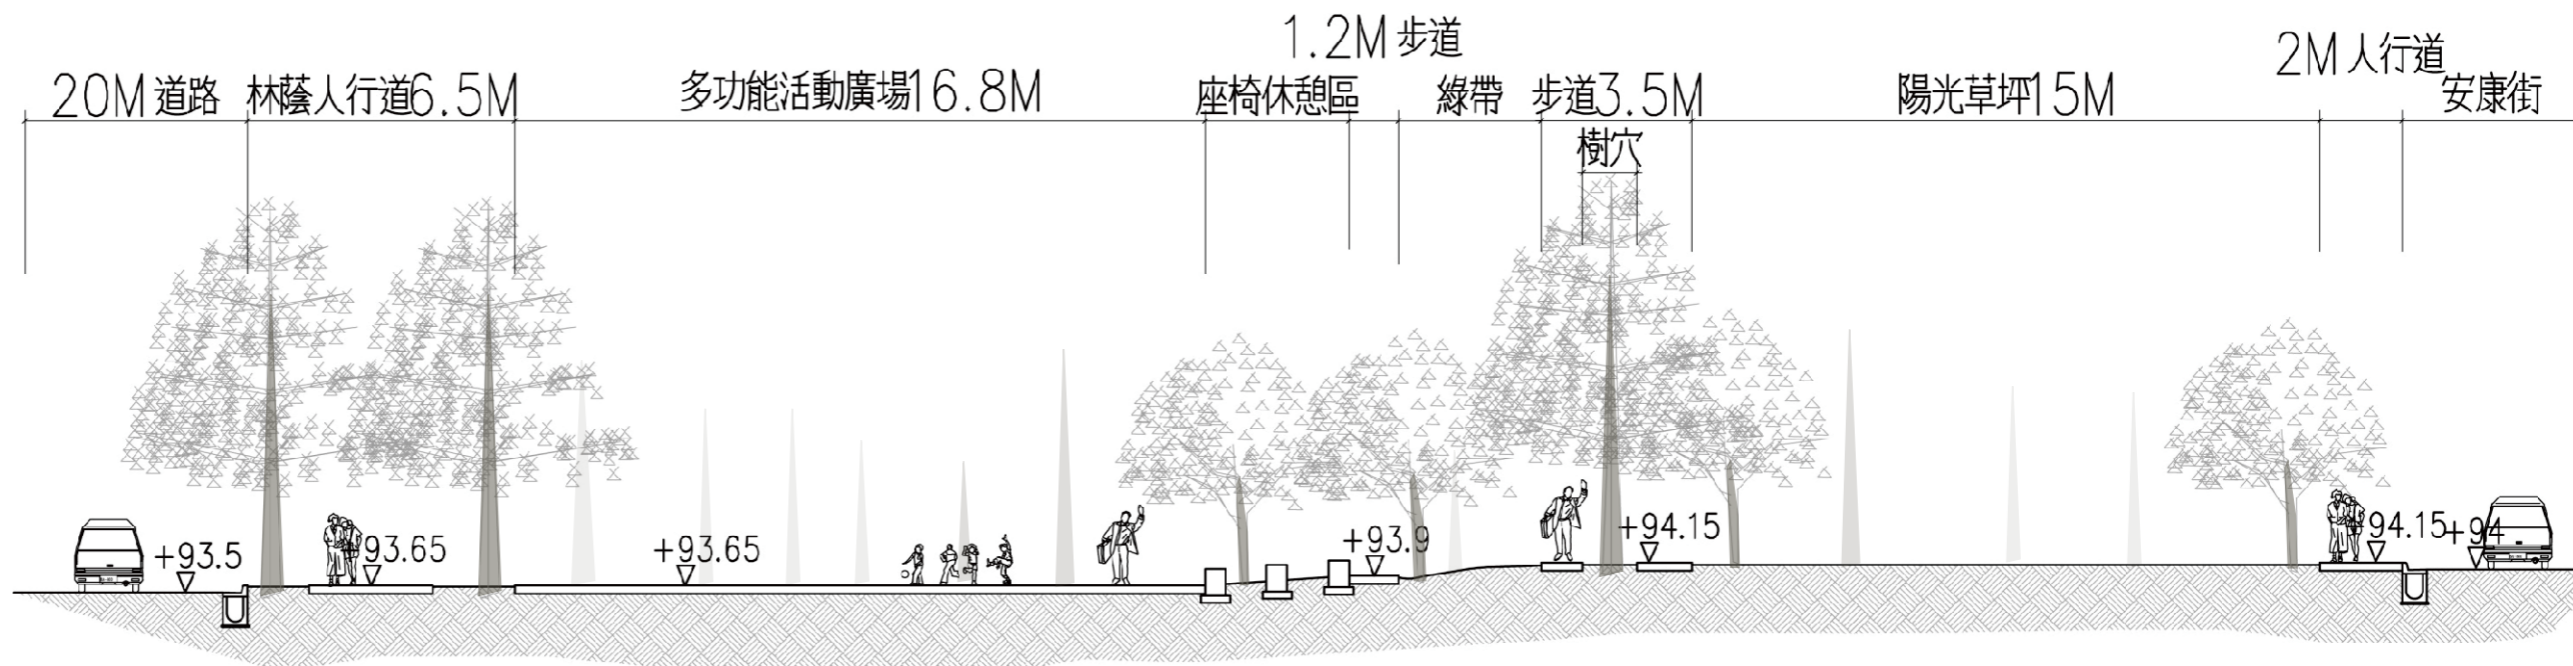 20M 道路
林蔭人行道6.5M
多功能活動廣場16.8M
座椅休憩區
1.2M 步道
綠帶
步道3.5M
樹穴
陽光草坪15M
2M 人行道
安康街
+93.5
93.65
+93.65
+93.9
+94.15
94.15
+94